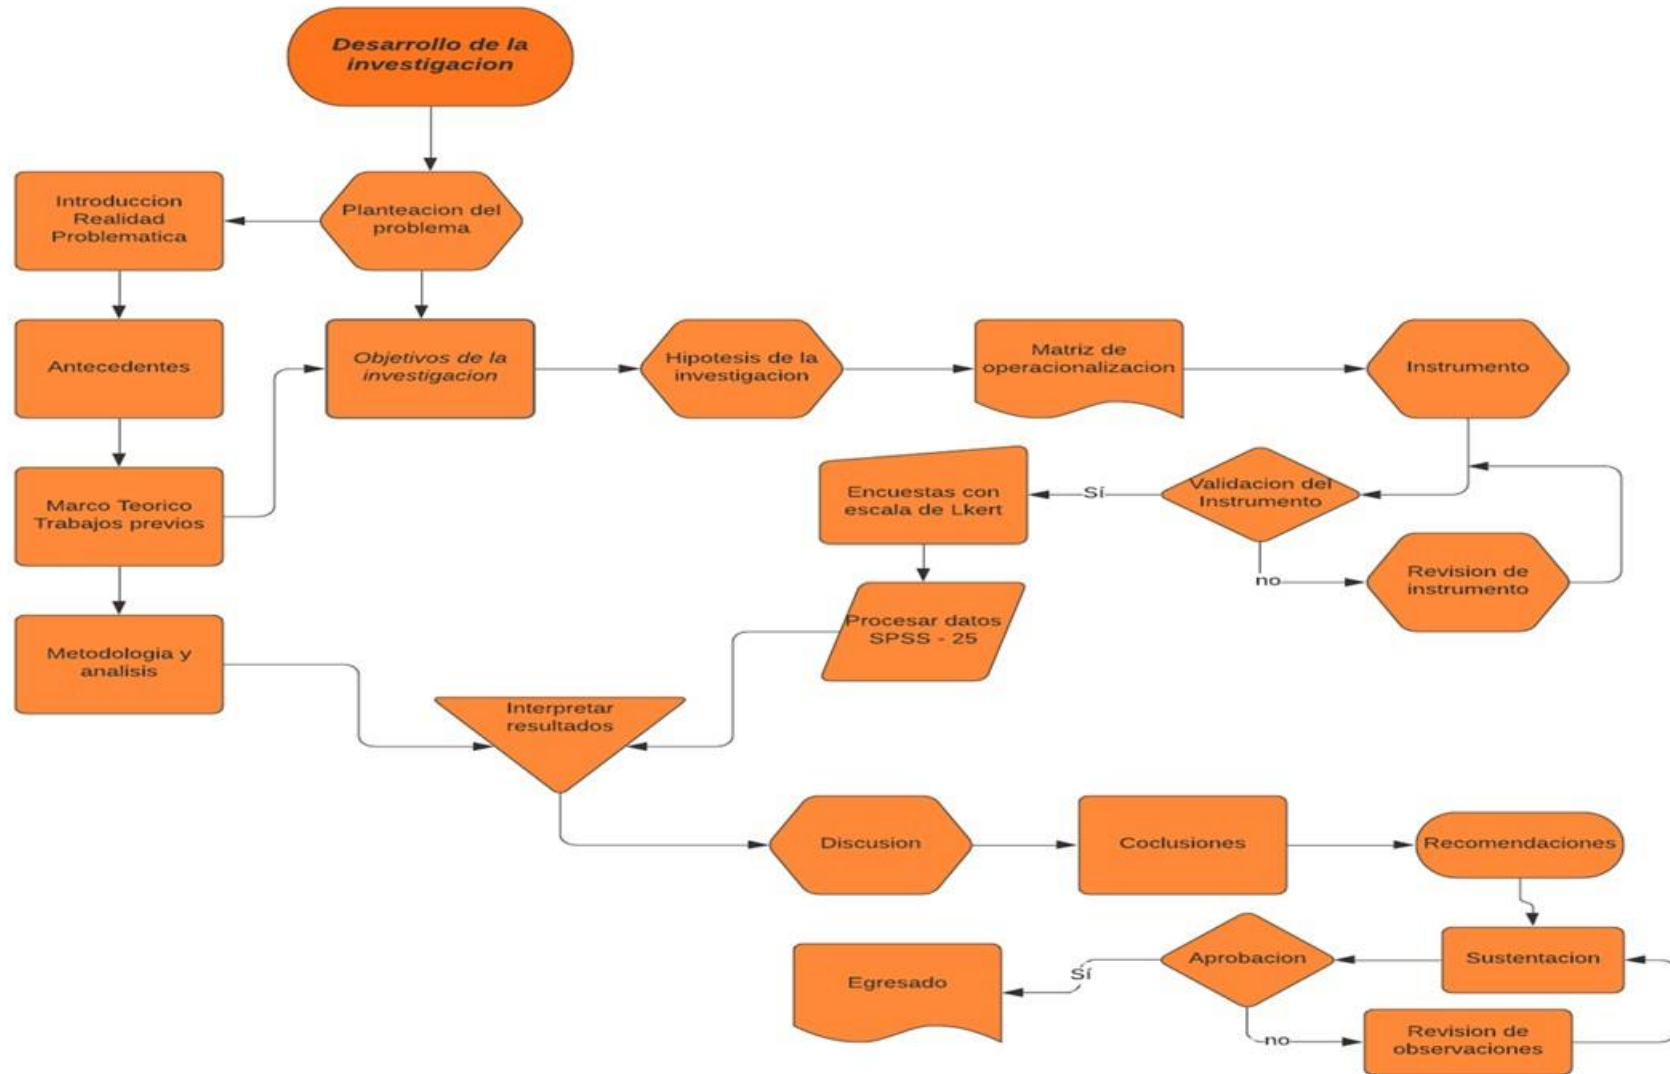 Desarrollo de la
investigacion
Introduccion
Realidad
Problematica
Planteacion del
problema
Antecedentes
Objetivos de la
investigacion
Hipotesis de la
investigacion
Matriz de
operacionalizacion
Instrumento
Marco Teorico
Trabajos previos
Encuestas con
escala de Lkert
Sí
Validacion del
Instrumento
no
Revision de
instrumento
Metodologia y
analisis
Procesar datos
SPSS - 25
Interpretar
resultados
Discusion
Coclusiones
Recomendaciones
Egresado
Sí
Aprobacion
Sustentacion
no
Revision de
observaciones